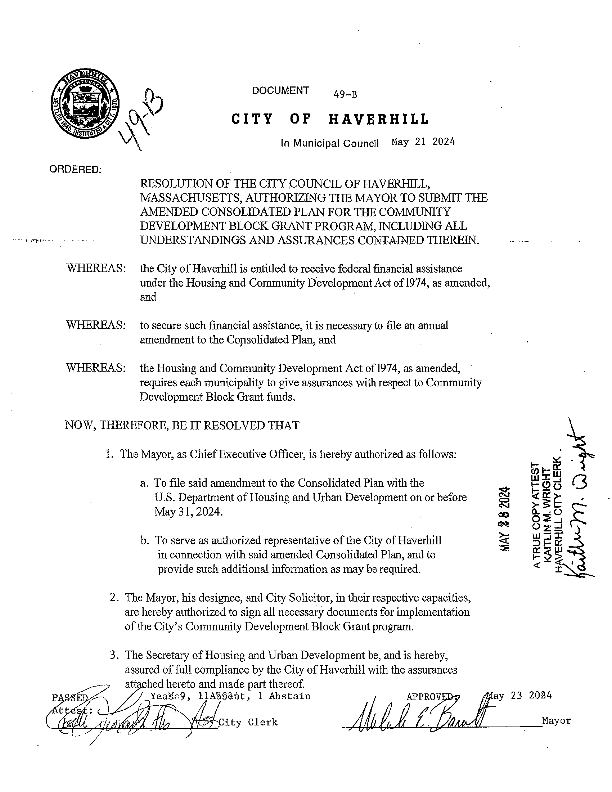 HAVERHILL
49-B
DOCUMENT 49-B
CITY OF HAVERHILL
In Municipal Council May 21 2024
ORDERED:
RESOLUTION OF THE CITY COUNCIL OF HAVERHILL,
MASSACHUSETTS, AUTHORIZING THE MAYOR TO SUBMIT THE
AMENDED CONSOLIDATED PLAN FOR THE COMMUNITY
DEVELOPMENT BLOCK GRANT PROGRAM, INCLUDING ALL
UNDERSTANDINGS AND ASSURANCES CONTAINED THEREIN.
WHEREAS: the City of Haverhill is entitled to receive federal financial assistance
under the Housing and Community Development Act of 1974, as amended,
and
WHEREAS: to secure such financial assistance, it is necessary to file an annual
amendment to the Consolidated Plan, and
WHEREAS: the Housing and Community Development Act of 1974, as amended,
requires each municipality to give assurances with respect to Community
Development Block Grant funds.
NOW, THEREFORE, BE IT RESOLVED THAT
1. The Mayor, as Chief Executive Officer, is hereby authorized as follows:
a. To file said amendment to the Consolidated Plan with the
U.S. Department of Housing and Urban Development on or before
May 31, 2024.
b. To serve as authorized representative of the City of Haverhill
in connection with said amended Consolidated Plan, and to
provide such additional information as may be required.
2. The Mayor, his designee, and City Solicitor, in their respective capacities,
are hereby authorized to sign all necessary documents for implementation
of the City's Community Development Block Grant program.
3. The Secretary of Housing and Urban Development be, and is hereby,
assured of full compliance by the City of Haverhill with the assurances
attached hereto and made part thereof.
PASSED 9, 1 Absent, 1 Abstain
APPROVED: May 23 2024
Attest:
City Clerk
Mayor
MAY 28 2024
A TRUE COPY ATTEST
KAITLIN M. WRIGHT
HAVERHILL CITY CLERK
Kaitlin M. Wright